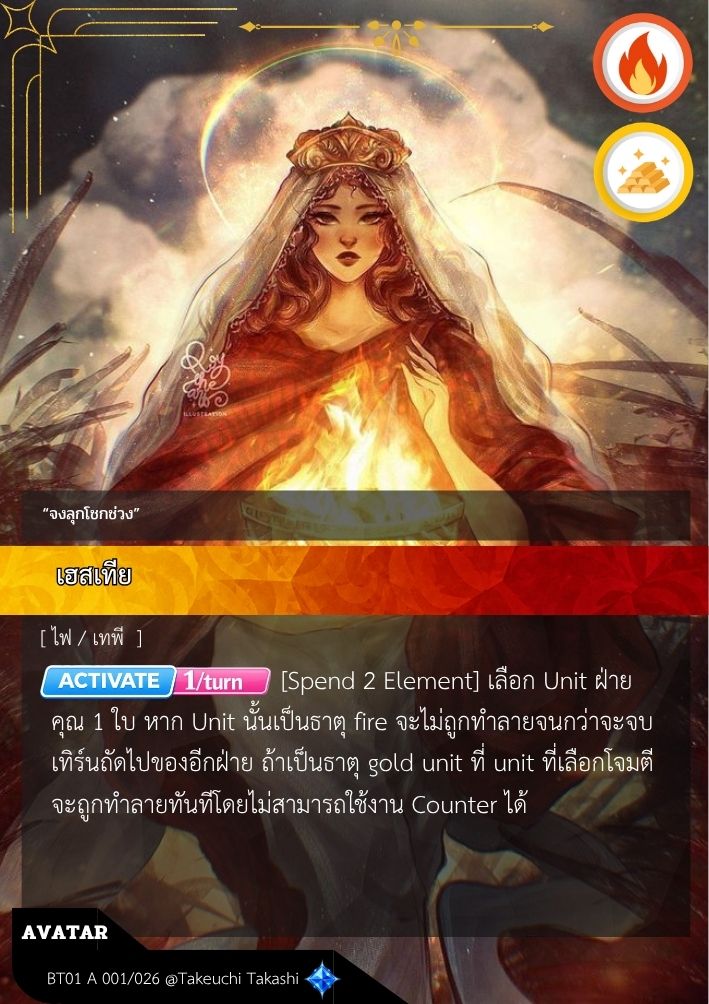 ILLUSTRATION
“จงลุกโชกช่วง”
เฮสเทีย
[ ไฟ / เทพี ]
ACTIVATE 1/turn [Spend 2 Element] เลือก Unit ฝ่าย
คุณ 1 ใบ หาก Unit นั้นเป็นธาตุ fire จะไม่ถูกทำลายจนกว่าจะจบ
เทิร์นถัดไปของอีกฝ่าย ถ้าเป็นธาตุ gold unit ที่ unit ที่เลือกโจมตี
จะถูกทำลายทันทีโดยไม่สามารถใช้งาน Counter ได้
AVATAR
BT01 A 001/026 @Takeuchi Takashi